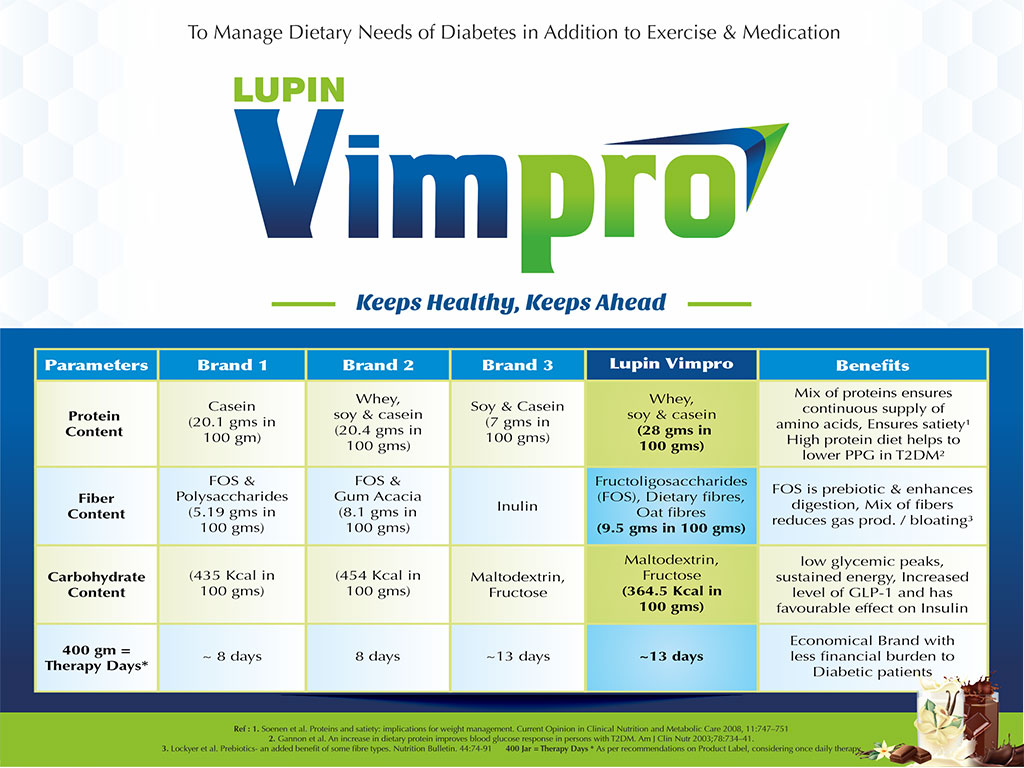 To Manage Dietary Needs of Diabetes in Addition to Exercise & Medication
LUPIN
Vimpro
Keeps Healthy, Keeps Ahead
Parameters
Brand 1
Brand 2
Brand 3
Lupin Vimpro
Benefits
Protein
Content
Casein
(20.1 gms in
100 gm)
Whey,
soy & casein
(20.4 gms in
100 gms)
Soy & Casein
(7 gms in
100 gms)
Whey,
soy & casein
(28 gms in
100 gms)
Mix of proteins ensures
continuous supply of
amino acids, Ensures satiety¹
High protein diet helps to
lower PPG in T2DM²
Fiber
Content
FOS &
Polysaccharides
(5.19 gms in
100 gms)
FOS &
Gum Acacia
(8.1 gms in
100 gms)
Inulin
Fructoligosaccharides
(FOS), Dietary fibres,
Oat fibres
(9.5 gms in 100 gms)
FOS is prebiotic & enhances
digestion, Mix of fibers
reduces gas prod. / bloating³
Carbohydrate
Content
(435 Kcal in
100 gms)
(454 Kcal in
100 gms)
Maltodextrin,
Fructose
Maltodextrin,
Fructose
(364.5 Kcal in
100 gms)
low glycemic peaks,
sustained energy, Increased
level of GLP-1 and has
favourable effect on Insulin
400 gm =
Therapy Days*
~ 8 days
8 days
~13 days
~13 days
Economical Brand with
less financial burden to
Diabetic patients
Ref : 1. Soenen et al. Proteins and satiety: implications for weight management. Current Opinion in Clinical Nutrition and Metabolic Care 2008, 11:747–751
2. Gannon et al. An increase in dietary protein improves blood glucose response in persons with T2DM. Am J Clin Nutr 2003;78:734–41.
3. Lockyer et al. Prebiotics- an added benefit of some fibre types. Nutrition Bulletin. 44:74-91 400 Jar = Therapy Days * As per recommendations on Product Label, considering once daily therapy.